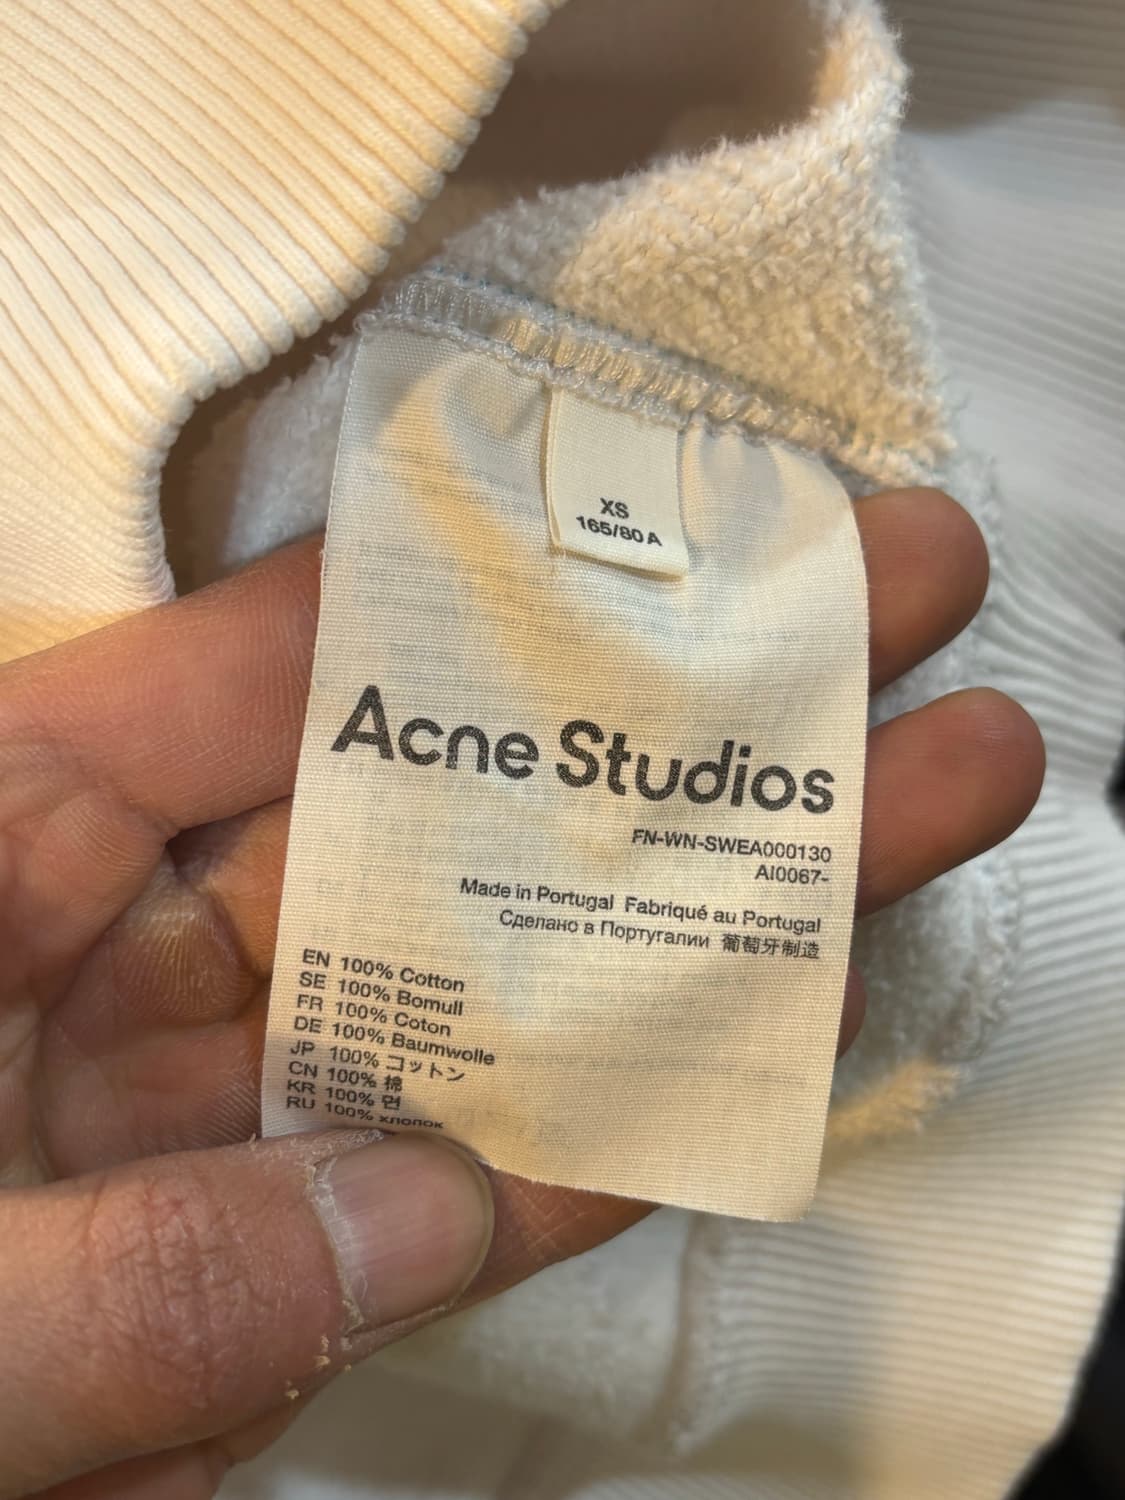 XS
165/80A
Acne Studios
FN-WN-SWEA000130
AI0067-
Made in Portugal Fabriqué au Portugal
Сделано в Португалии 葡萄牙制造
EN 100% Cotton
SE 100% Bomull
FR 100% Coton
DE 100% Baumwolle
JP 100% コットン
CN 100% 棉
KR 100% 면
RU 100% хлопок